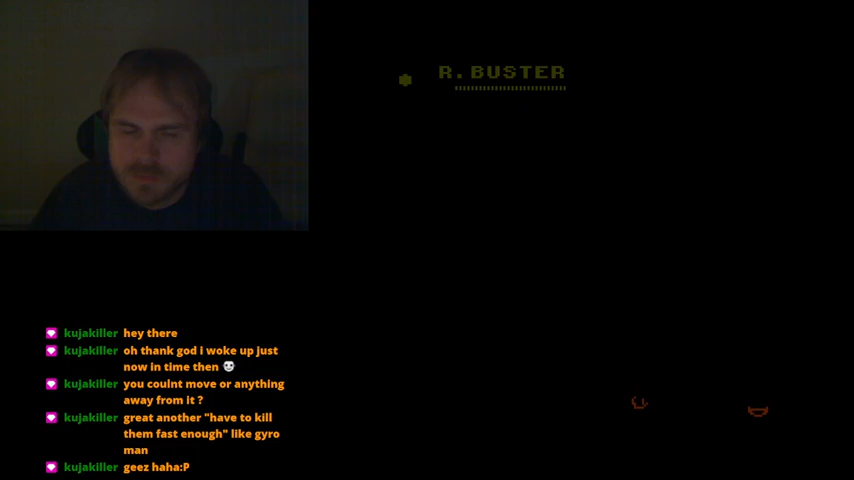 R.BUSTER
kujakiller hey there
kujakiller oh thank god i woke up just
now in time then
kujakiller you coulnt move or anything
away from it ?
kujakiller great another "have to kill
them fast enough" like gyro
man
kujakiller geez haha:P